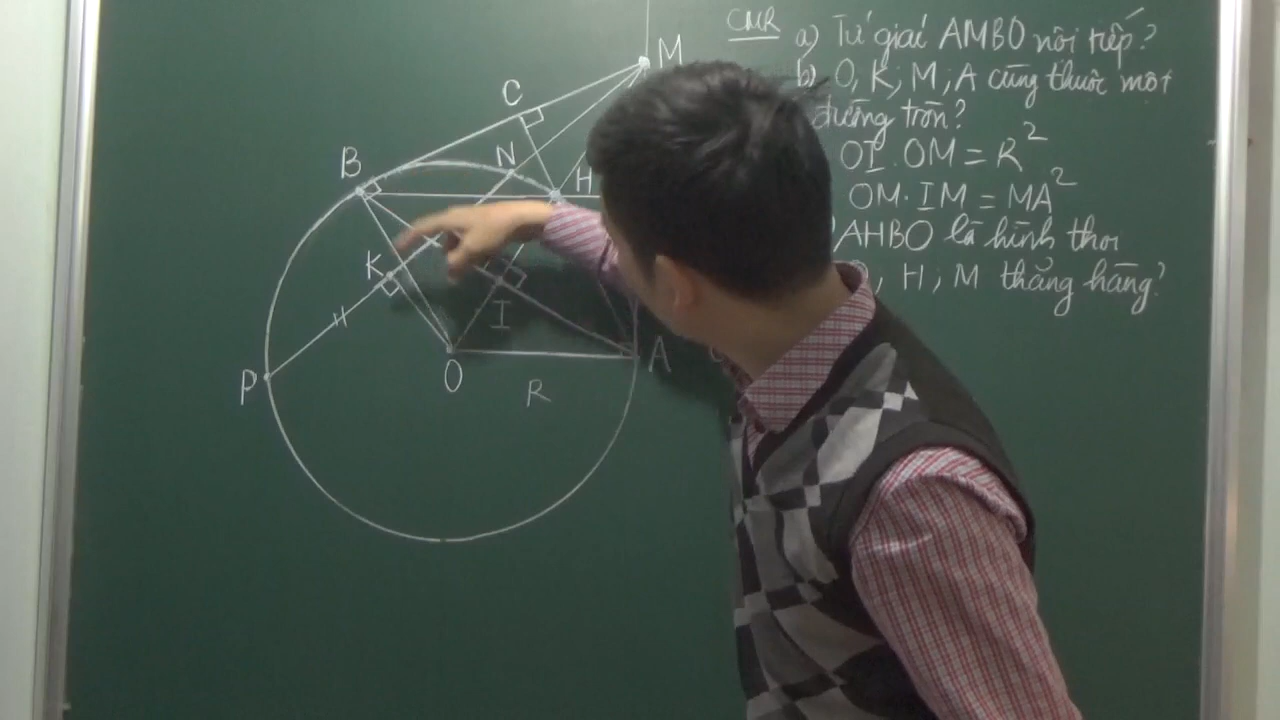 CMR
a) Tứ giác AMBO nội tiếp?
b) O, K, M, A cùng thuộc một
đường tròn?
OI. OM = R²
OM. IM = MA²
AHBO là hình thoi
, H, M thẳng hàng?
M
C
B
N
H
K
I
P
O
A
R